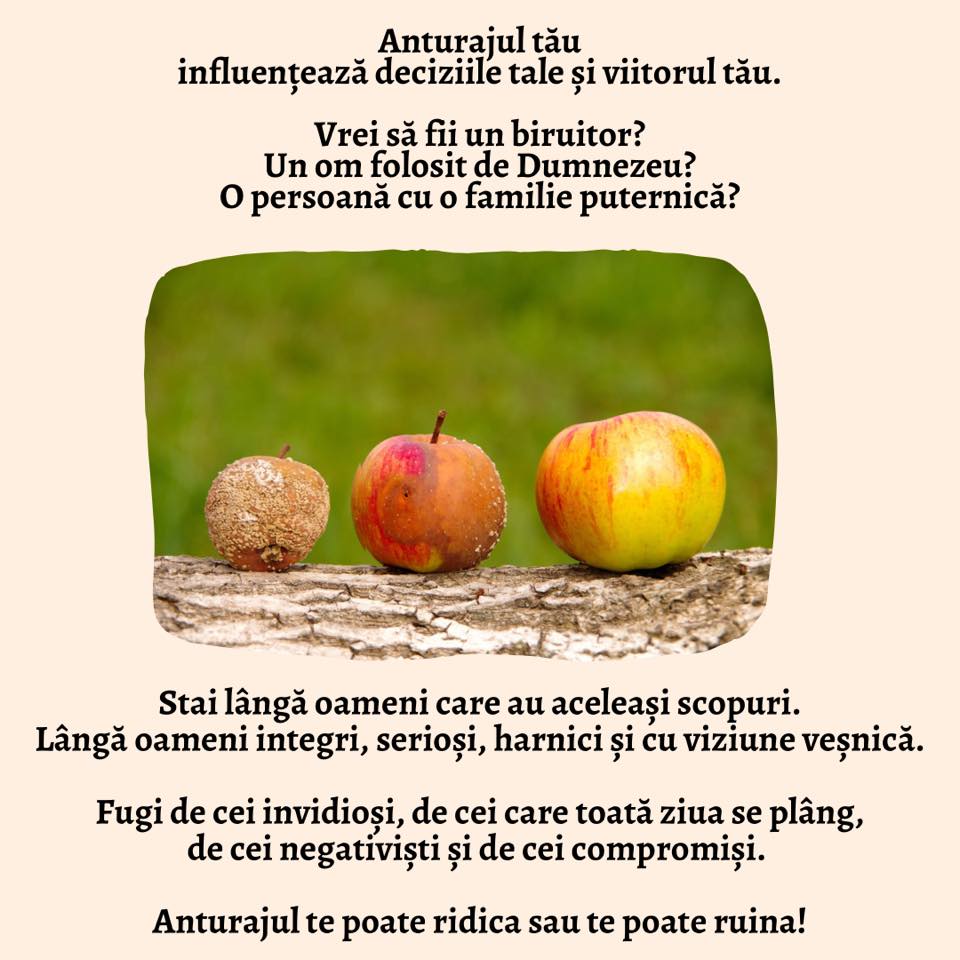 Anturajul tău
influențează deciziile tale și viitorul tău.
Vrei să fii un biruitor?
Un om folosit de Dumnezeu?
O persoană cu o familie puternică?
Stai lângă oameni care au aceleași scopuri.
Lângă oameni integri, serioși, harnici și cu viziune veșnică.
Fugi de cei invidioși, de cei care toată ziua se plâng,
de cei negativiști și de cei compromiși.
Anturajul te poate ridica sau te poate ruina!